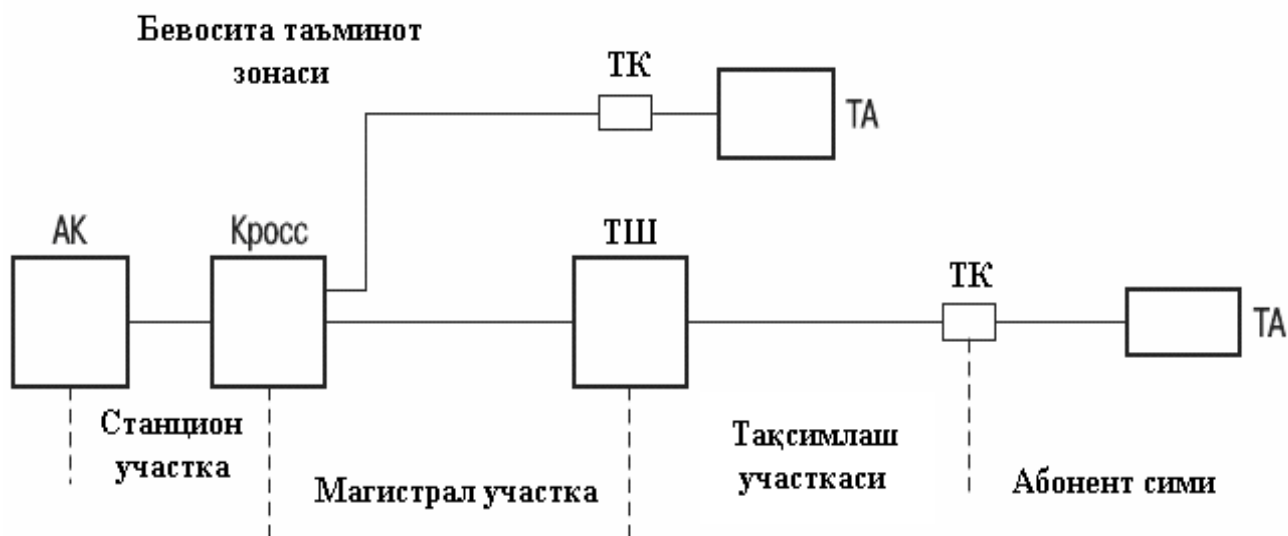 Бевосита таъминот
зонаси
ТК
ТА
АК
Кросс
ТШ
ТК
ТА
Станцион
участка
Магистрал участка
Тақсимлаш
участкаси
Абонент сими